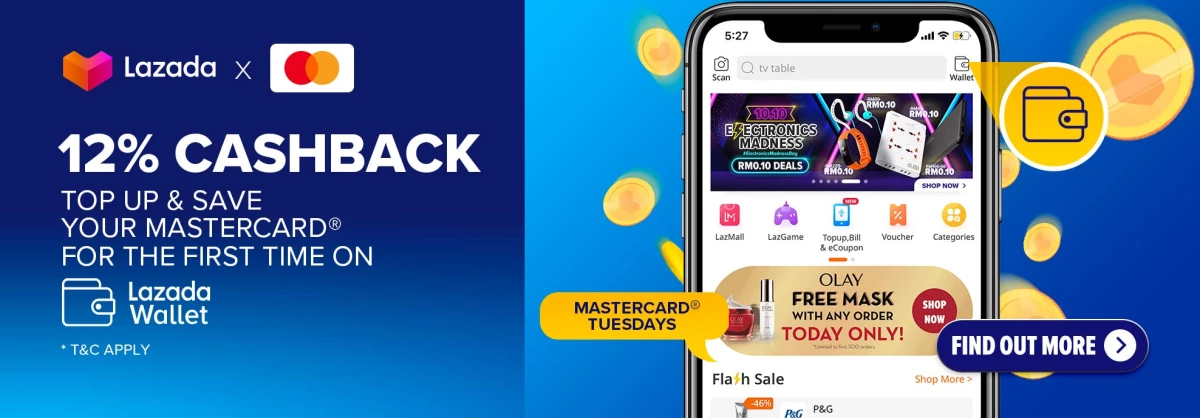 Lazada X
12% CASHBACK
TOP UP & SAVE
YOUR MASTERCARD®
FOR THE FIRST TIME ON
Lazada
Wallet
* T&C APPLY
5:27
Scan
tv table
Wallet
10.10
ELECTRONICS
MADNESS
#ElectronicsMadnessDay
RM0.10 DEALS
RM0.10
RM0.10
RM0.10
RM0.10
SHOP NOW >
NEW
LazMall
LazGame
Topup,Bill
& eCoupon
Voucher
Categories
OLAY
FREE MASK
WITH ANY ORDER
TODAY ONLY!
*Limited to first 500 orders
SHOP
NOW
MASTERCARD®
TUESDAYS
FIND OUT MORE
Flash Sale
Shop More >
-46%
P&G
P&G